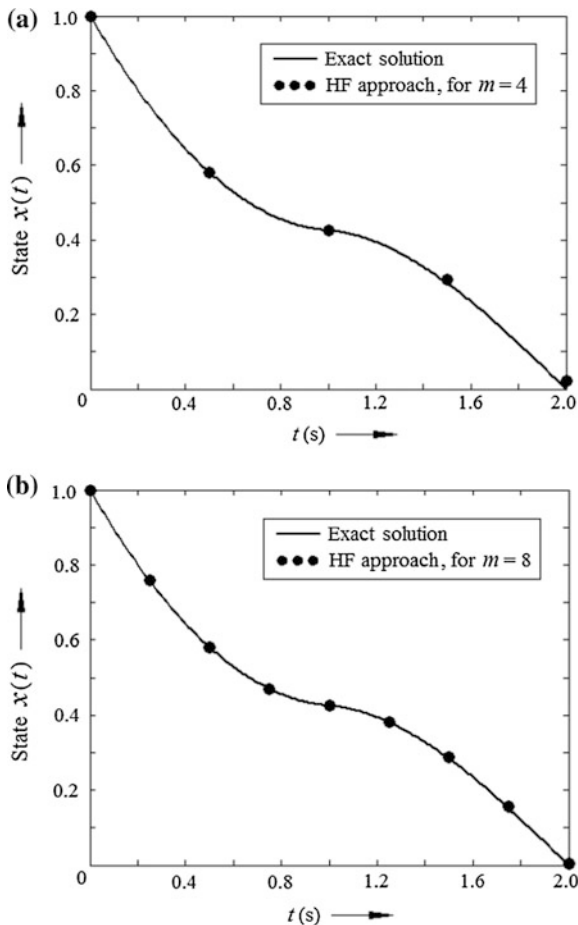 (a)
1.0
0.8
0.6
0.4
0.2
State x(t)
Exact solution
HF approach, for m = 4
0
0.4
0.8
1.2
1.6
2.0
t (s)
(b)
1.0
0.8
0.6
0.4
0.2
State x(t)
Exact solution
HF approach, for m = 8
0
0.4
0.8
1.2
1.6
2.0
t (s)